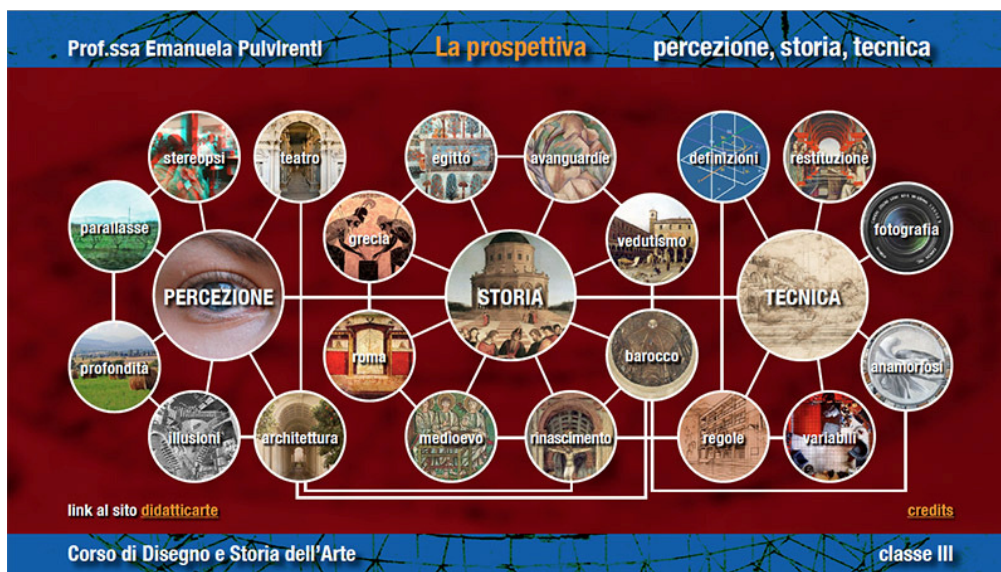 Prof.ssa Emanuela Pulvirenti La prospettiva percezione, storia, tecnica
stereopsi teatro egitto avanguardie definizioni restituzione
parallasse grecia vedutismo fotografia
PERCEZIONE STORIA TECNICA
profondità roma barocco anamorfosi
illusioni architettura medioevo rinascimento regole variabili
link al sito didatticarte credits
Corso di Disegno e Storia dell'Arte classe III